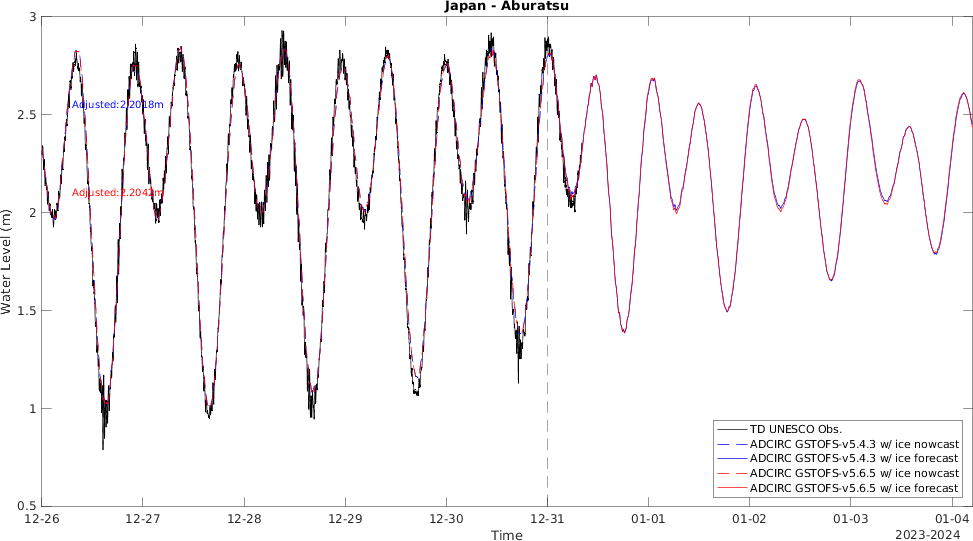 Japan - Aburatsu
3
2.5
2
1.5
1
0.5
Water Level (m)
Adjusted:2.2018m
Adjusted:2.2042m
TD UNESCO Obs.
ADCIRC GSTOFS-v5.4.3 w/ ice nowcast
ADCIRC GSTOFS-v5.4.3 w/ ice forecast
ADCIRC GSTOFS-v5.6.5 w/ ice nowcast
ADCIRC GSTOFS-v5.6.5 w/ ice forecast
12-26 12-27 12-28 12-29 12-30 12-31 01-01 01-02 01-03 01-04
Time
2023-2024